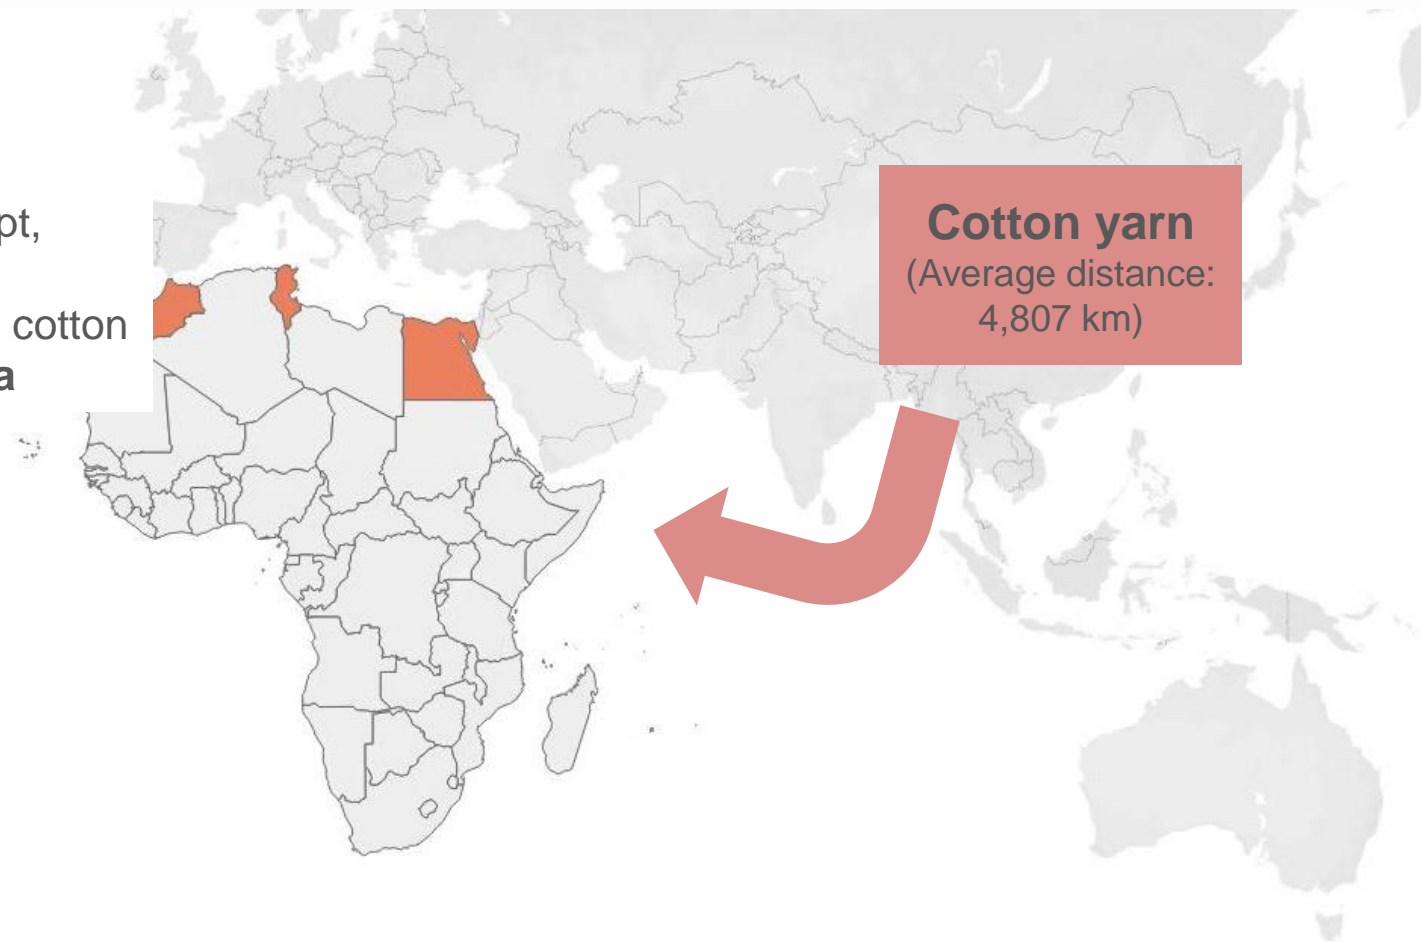 pt,
cotton
a
Cotton yarn
(Average distance:
4,807 km)